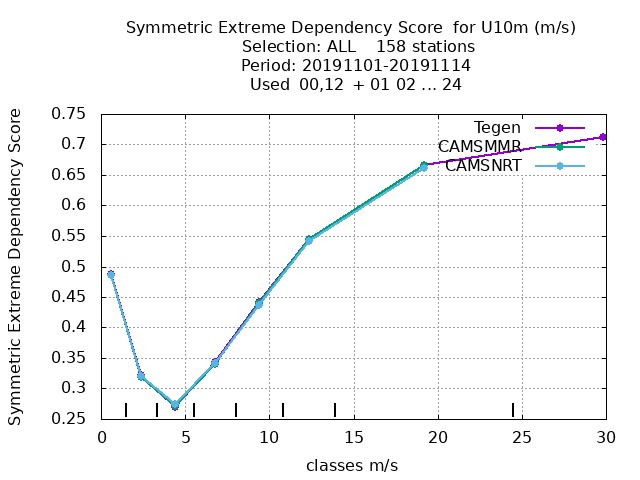 Symmetric Extreme Dependency Score  for U10m (m/s)
Selection: ALL    158 stations
Period: 20191101-20191114
Used  00,12  + 01 02 ... 24
Symmetric Extreme Dependency Score
0.75
0.7
0.65
0.6
0.55
0.5
0.45
0.4
0.35
0.3
0.25
Tegen
CAMSMMR
CAMSNRT
0 5 10 15 20 25 30
classes m/s